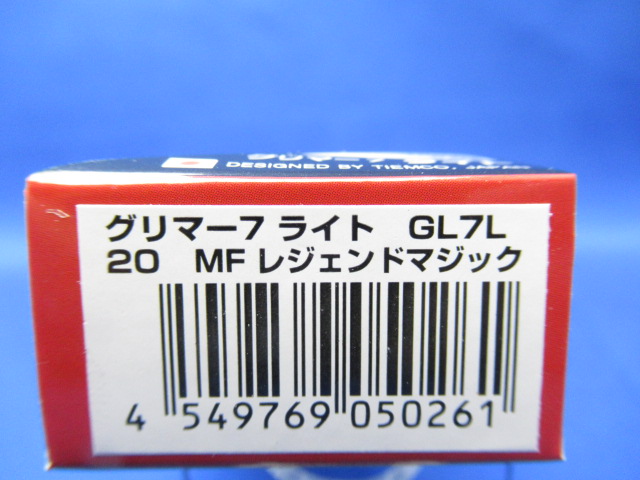 DESIGNED BY TIEMCO, JAPAN
グリマー7 ライト　GL7L
20　MF レジェンドマジック
4 549769 050261